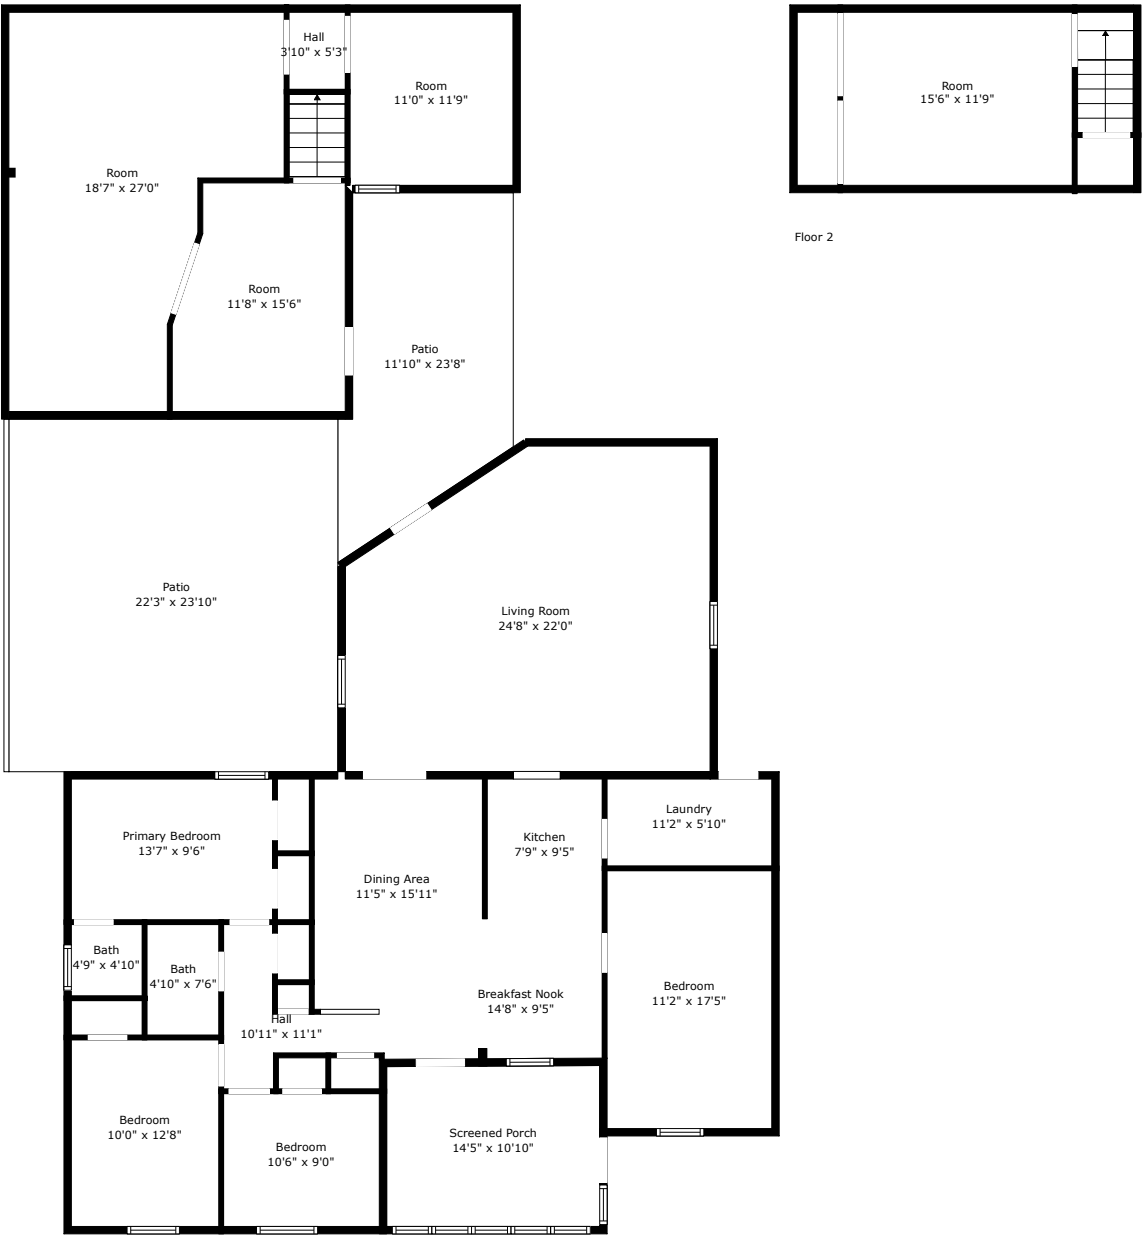 Hall
3'10" x 5'3"
Room
11'0" x 11'9"
Room
15'6" x 11'9"
Room
18'7" x 27'0"
Floor 2
Room
11'8" x 15'6"
Patio
11'10" x 23'8"
Patio
22'3" x 23'10"
Living Room
24'8" x 22'0"
Primary Bedroom
13'7" x 9'6"
Dining Area
11'5" x 15'11"
Kitchen
7'9" x 9'5"
Laundry
11'2" x 5'10"
Bath
4'9" x 4'10"
Bath
4'10" x 7'6"
Breakfast Nook
14'8" x 9'5"
Bedroom
11'2" x 17'5"
Hall
10'11" x 11'1"
Bedroom
10'0" x 12'8"
Bedroom
10'6" x 9'0"
Screened Porch
14'5" x 10'10"